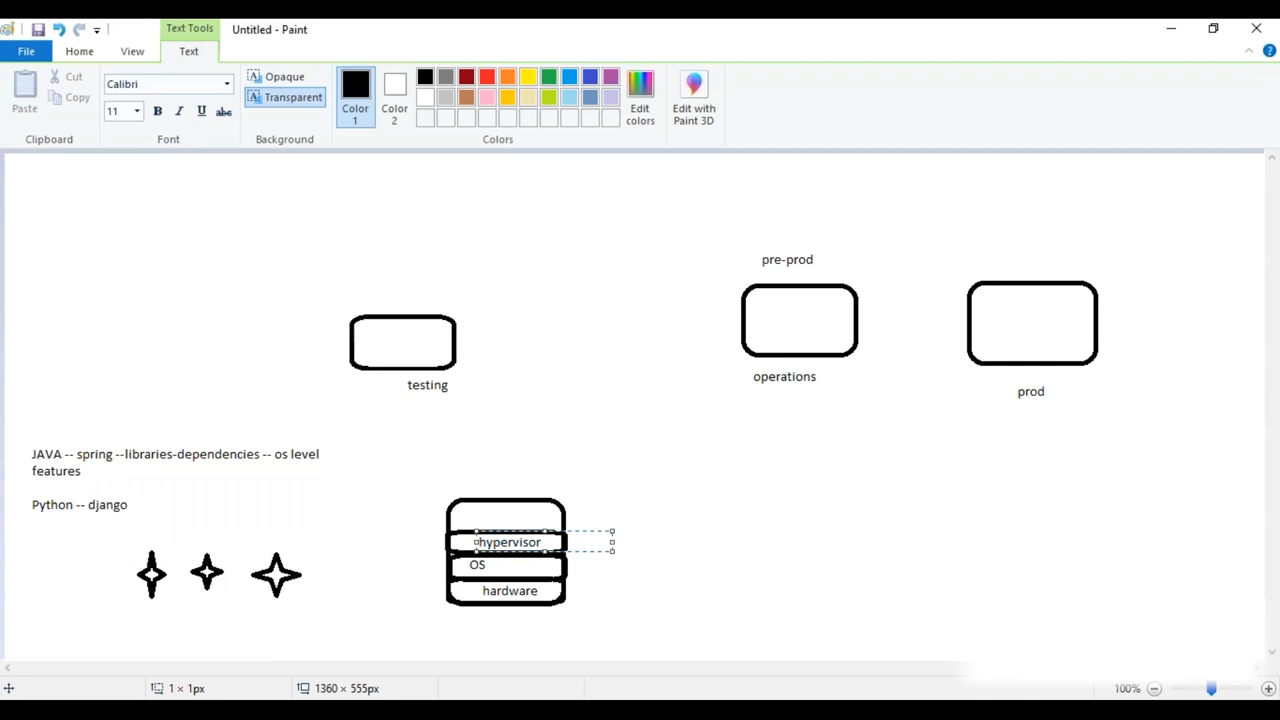 Text Tools
Untitled - Paint
File
Home
View
Text
Paste
Cut
Copy
Clipboard
Calibri
11
B I U abc
Font
Opaque
Transparent
Background
Color 1
Color 2
Edit colors
Colors
Edit with Paint 3D
pre-prod
testing
operations
prod
JAVA -- spring --libraries-dependencies -- os level
features
Python -- django
hypervisor
OS
hardware
1 × 1px
1360 × 555px
100%